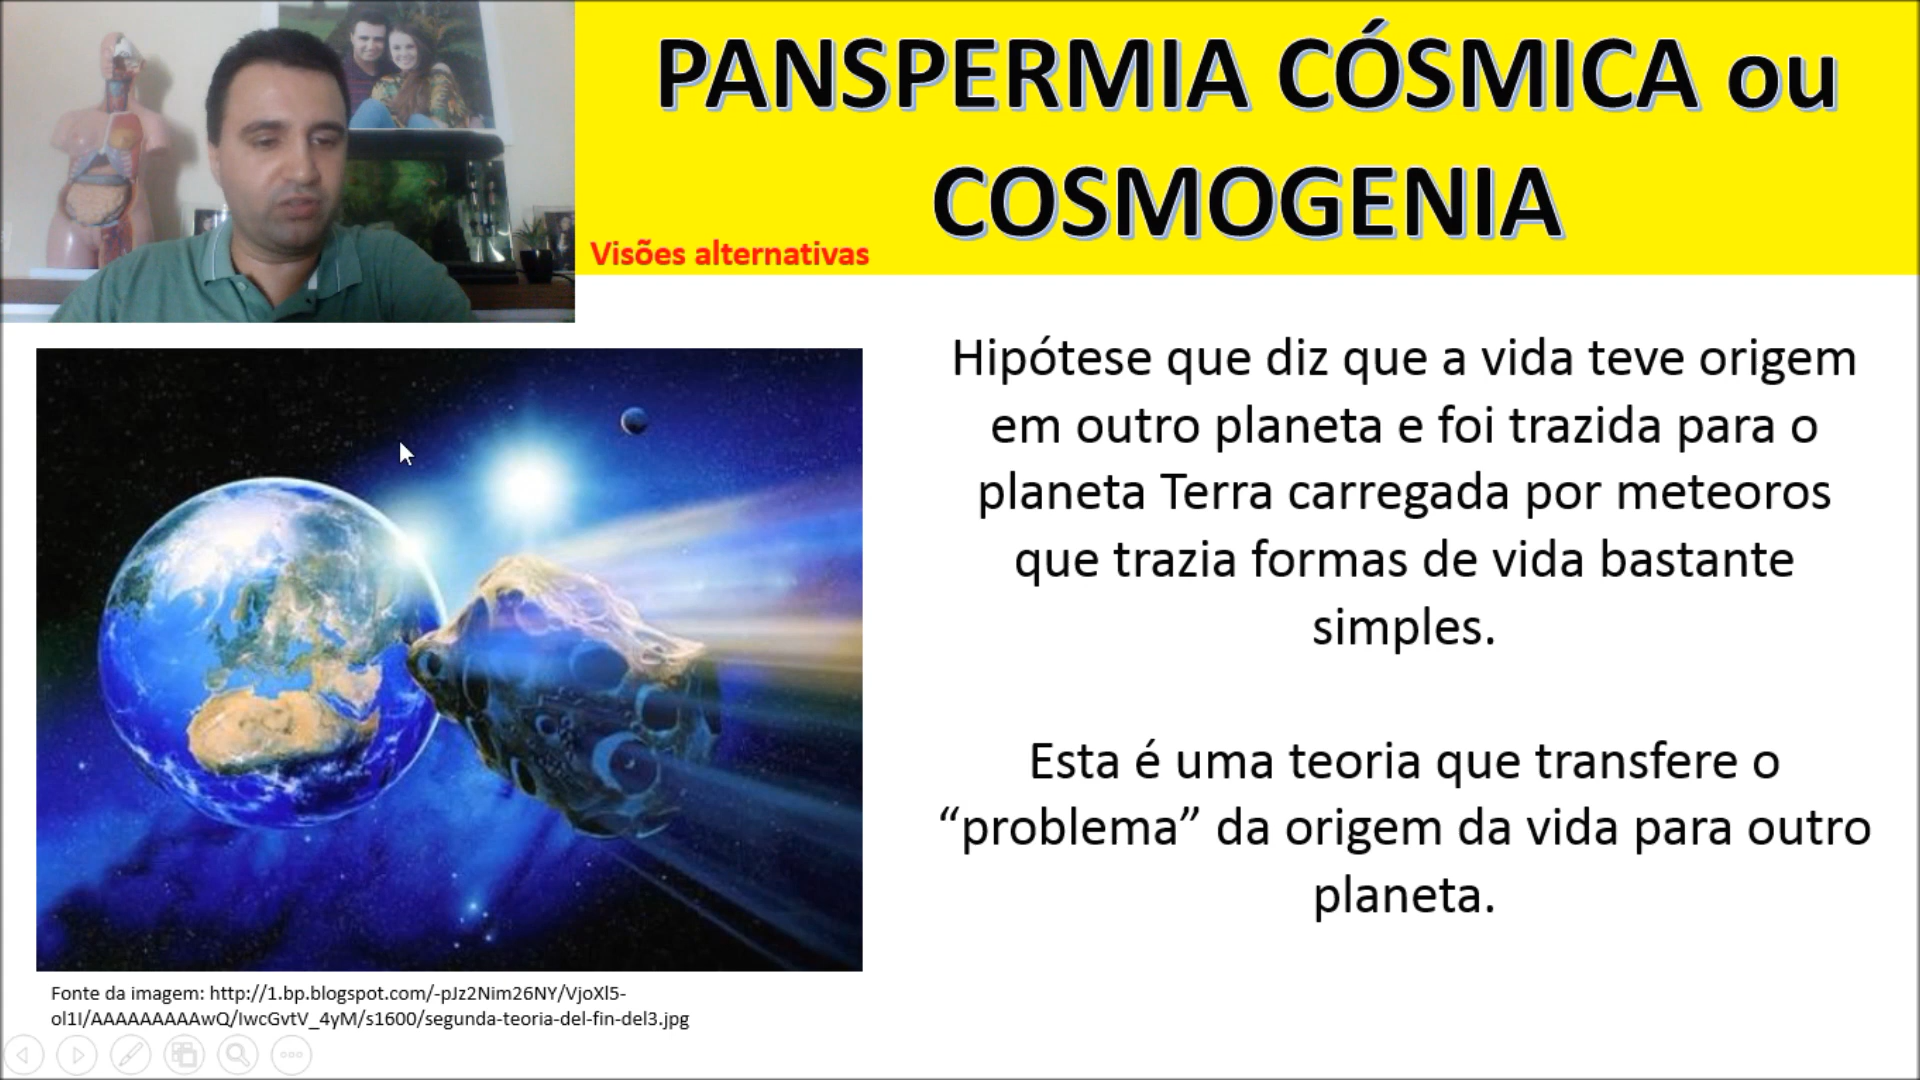 PANSPERMIA CÓSMICA ou
COSMOGENIA
Visões alternativas
Hipótese que diz que a vida teve origem
em outro planeta e foi trazida para o
planeta Terra carregada por meteoros
que trazia formas de vida bastante
simples.
Esta é uma teoria que transfere o
“problema” da origem da vida para outro
planeta.
Fonte da imagem: http://1.bp.blogspot.com/-pJz2Nim26NY/VjoXl5-
ol1I/AAAAAAAAAwQ/IwcGvtV_4yM/s1600/segunda-teoria-del-fin-del3.jpg